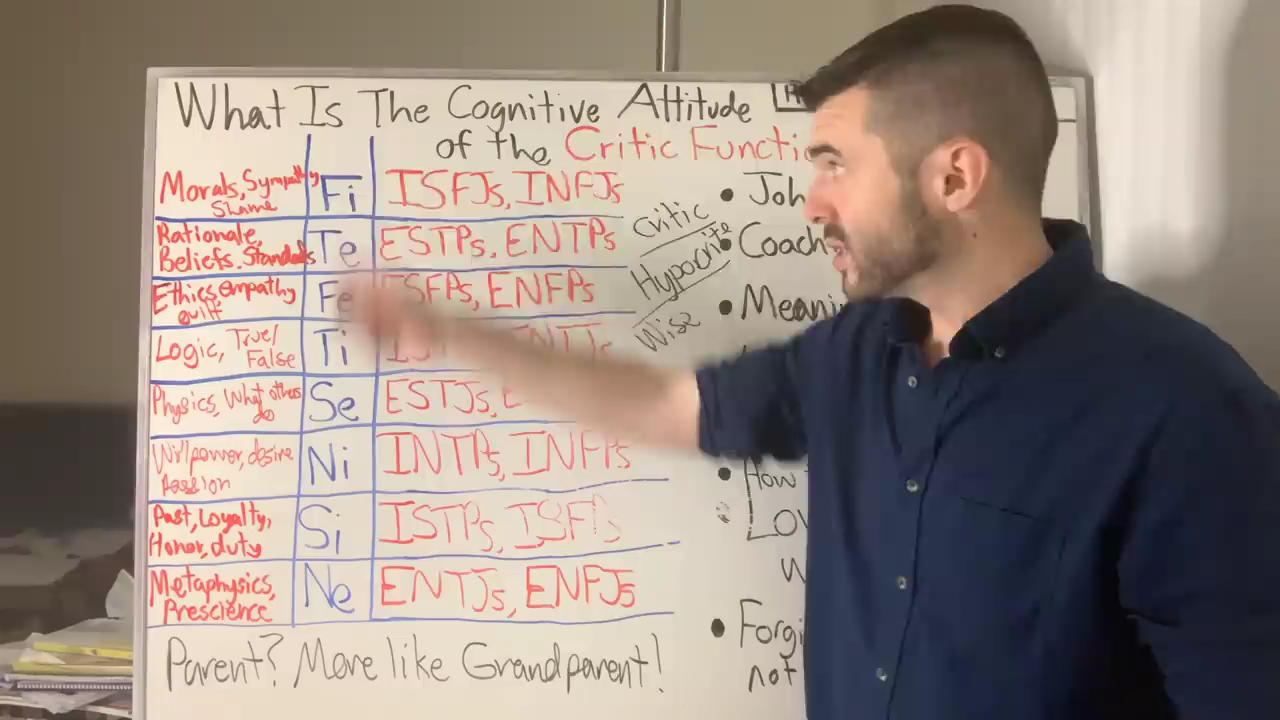 What Is The Cognitive Attitude
of the Critic
Morals, Sympathy
Shame
Fi
ISFJs, INFJs
Rationale,
Beliefs, Standards
Te
ESTPs, ENTPs
Ethics, empathy
guilt
Fe
ENFPs
Logic, True/
False
Ti
Physics, What others
do
Se
ESTJs,
Willpower, desire
Passion
Ni
INTPs, INFPs
Past, Loyalty,
Honor, duty
Si
ISTPs, ISFPs
Metaphysics,
Prescience
Ne
ENTJs, ENFJs
Parent? More like Grandparent!
Critic
Hypocrite
Wise
• Joh
• Coach
• Meani
• How
Lov
W
• Forgi
not